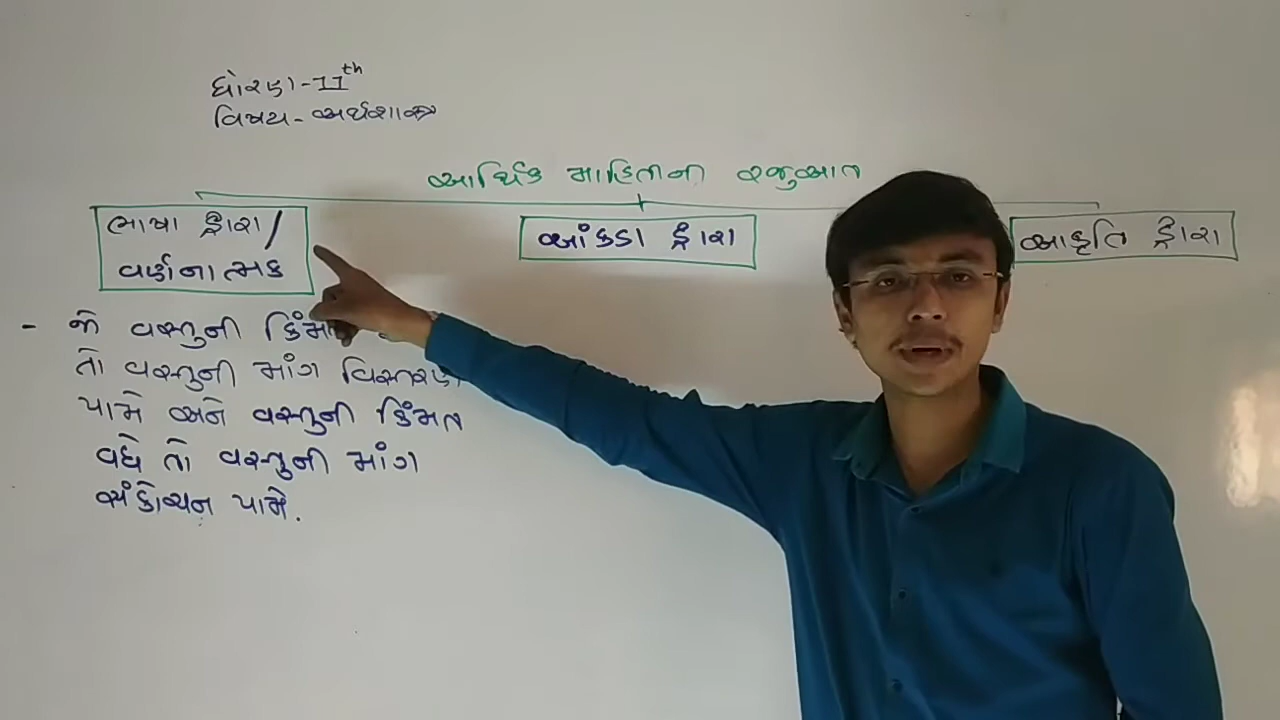 ધોરણ-11th
વિષય- અર્થશાસ્ત્ર
આર્થિક માહિતીની રજુઆત
ભાષા દ્વારા/
વર્ણનાત્મક
આંકડા દ્વારા
આકૃતિ દ્વારા
- જો વસ્તુની
તો વસ્તુની માંગ વિસ્તરણ
પામે અને વસ્તુની કિંમત
વધે તો વસ્તુની માંગ
સંકોચન પામે.